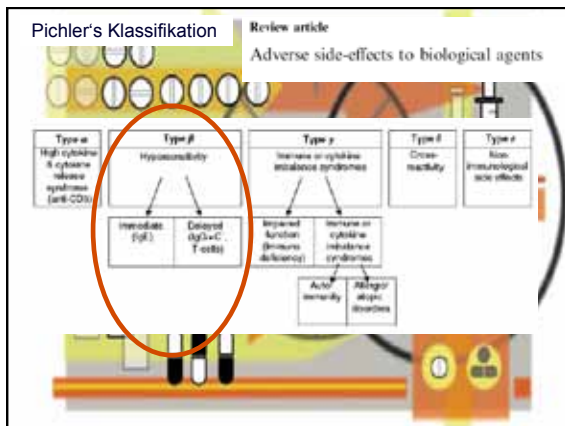 Pichler‘s Klassifikation
Review article
Adverse side-effects to biological agents
Type α
High cytokine & cytokine release syndrome (anti-CD3)
Type β
Hypersensitivity
Immediate (IgE)
Delayed (IgG+C, T-cells)
Type γ
Immune or cytokine imbalance syndromes
Impaired function (Immuno deficiency)
Immune or cytokine imbalance syndromes
Auto- immunity
Allergic/ atopic disorders
Type δ
Cross- reactivity
Type ε
Non- immunological side effects